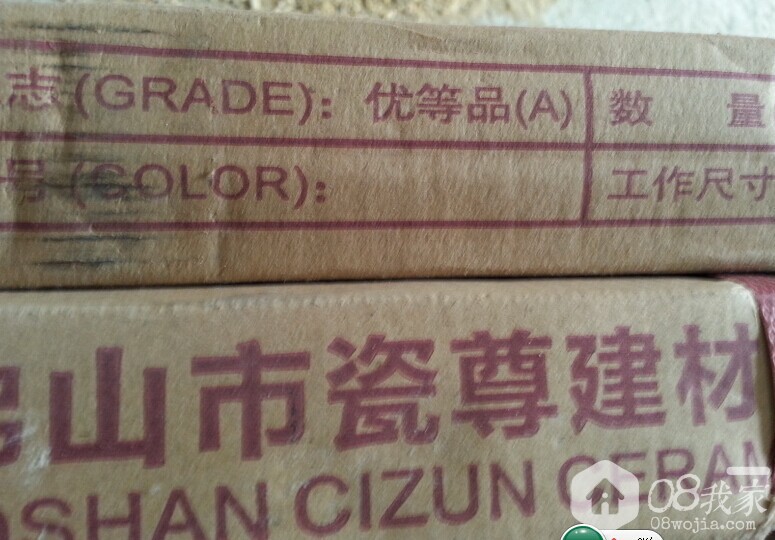 志(GRADE): 优等品(A) 数 量
号(COLOR): 工作尺寸
山市瓷尊建材
SHAN CIZUN CERAM
08我家
08wojia.com